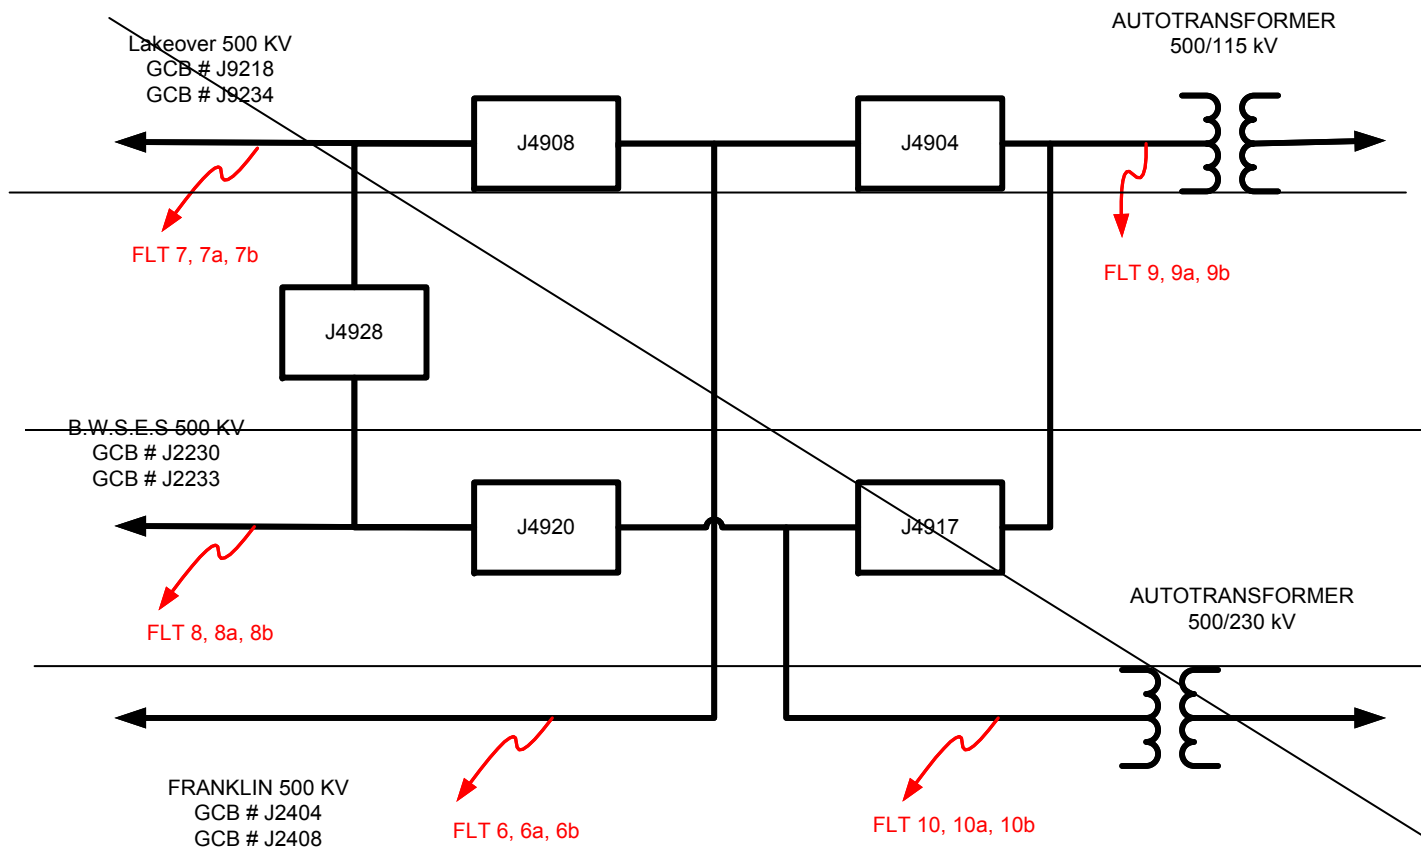 AUTOTRANSFORMER
500/115 kV
Lakeover 500 KV
GCB # J9218
GCB # J9234
J4908
J4904
FLT 7, 7a, 7b
FLT 9, 9a, 9b
J4928
B.W.S.E.S 500 KV
GCB # J2230
GCB # J2233
J4920
J4917
AUTOTRANSFORMER
500/230 kV
FLT 8, 8a, 8b
FRANKLIN 500 KV
GCB # J2404
GCB # J2408
FLT 6, 6a, 6b
FLT 10, 10a, 10b